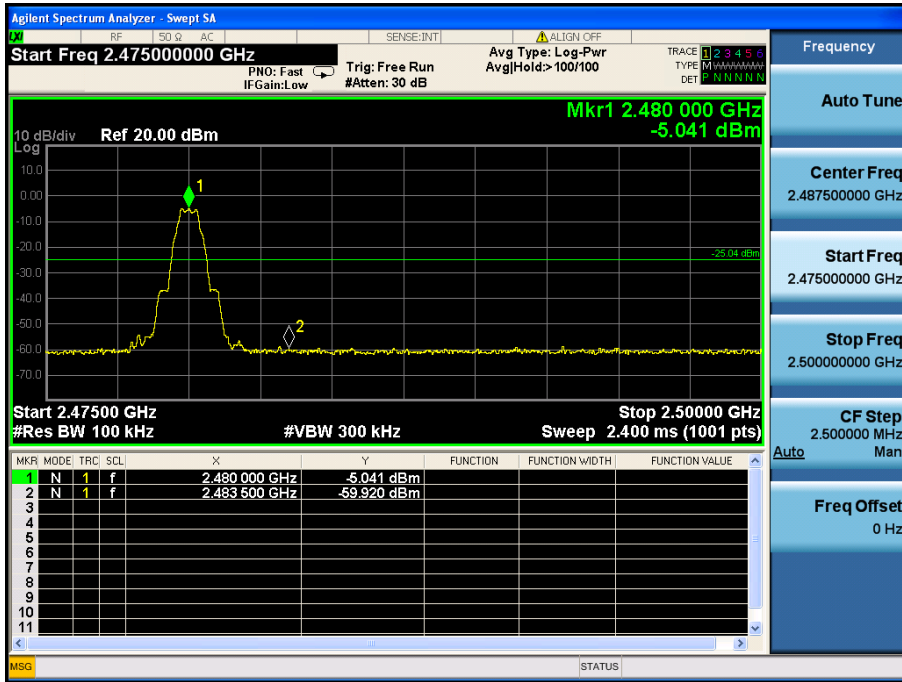 Agilent Spectrum Analyzer - Swept SA
LXI RF 50 Ω AC SENSE:INT ALIGN OFF
Start Freq 2.475000000 GHz
PNO: Fast
IFGain:Low
Trig: Free Run
#Atten: 30 dB
Avg Type: Log-Pwr
Avg|Hold:>100/100
TRACE 1 2 3 4 5 6
TYPE M WWWWW
DET P N N N N N
Mkr1 2.480 000 GHz
-5.041 dBm
10 dB/div Ref 20.00 dBm
Log
10.0
1
0.00
-10.0
-20.0
-25.04 dBm
-30.0
-40.0
-50.0
2
-60.0
-70.0
Start 2.47500 GHz Stop 2.50000 GHz
#Res BW 100 kHz #VBW 300 kHz Sweep 2.400 ms (1001 pts)
MKR MODE TRC SCL X Y FUNCTION FUNCTION WIDTH FUNCTION VALUE
1 N 1 f 2.480 000 GHz -5.041 dBm
2 N 1 f 2.483 500 GHz -59.920 dBm
3
4
5
6
7
8
9
10
11
MSG STATUS
Frequency
Auto Tune
Center Freq
2.487500000 GHz
Start Freq
2.475000000 GHz
Stop Freq
2.500000000 GHz
CF Step
2.500000 MHz
Auto Man
Freq Offset
0 Hz